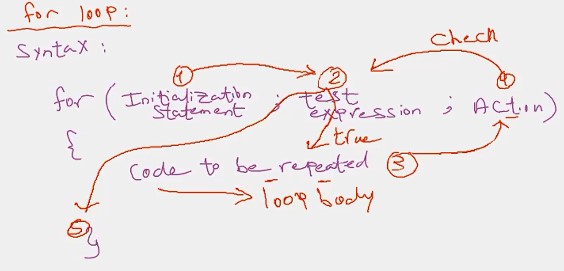 for loop:
Syntax:
check
1 2 4
for ( Initialization statement ; test expression ; Action)
{
true
Code to be repeated 3
loop body
5 }